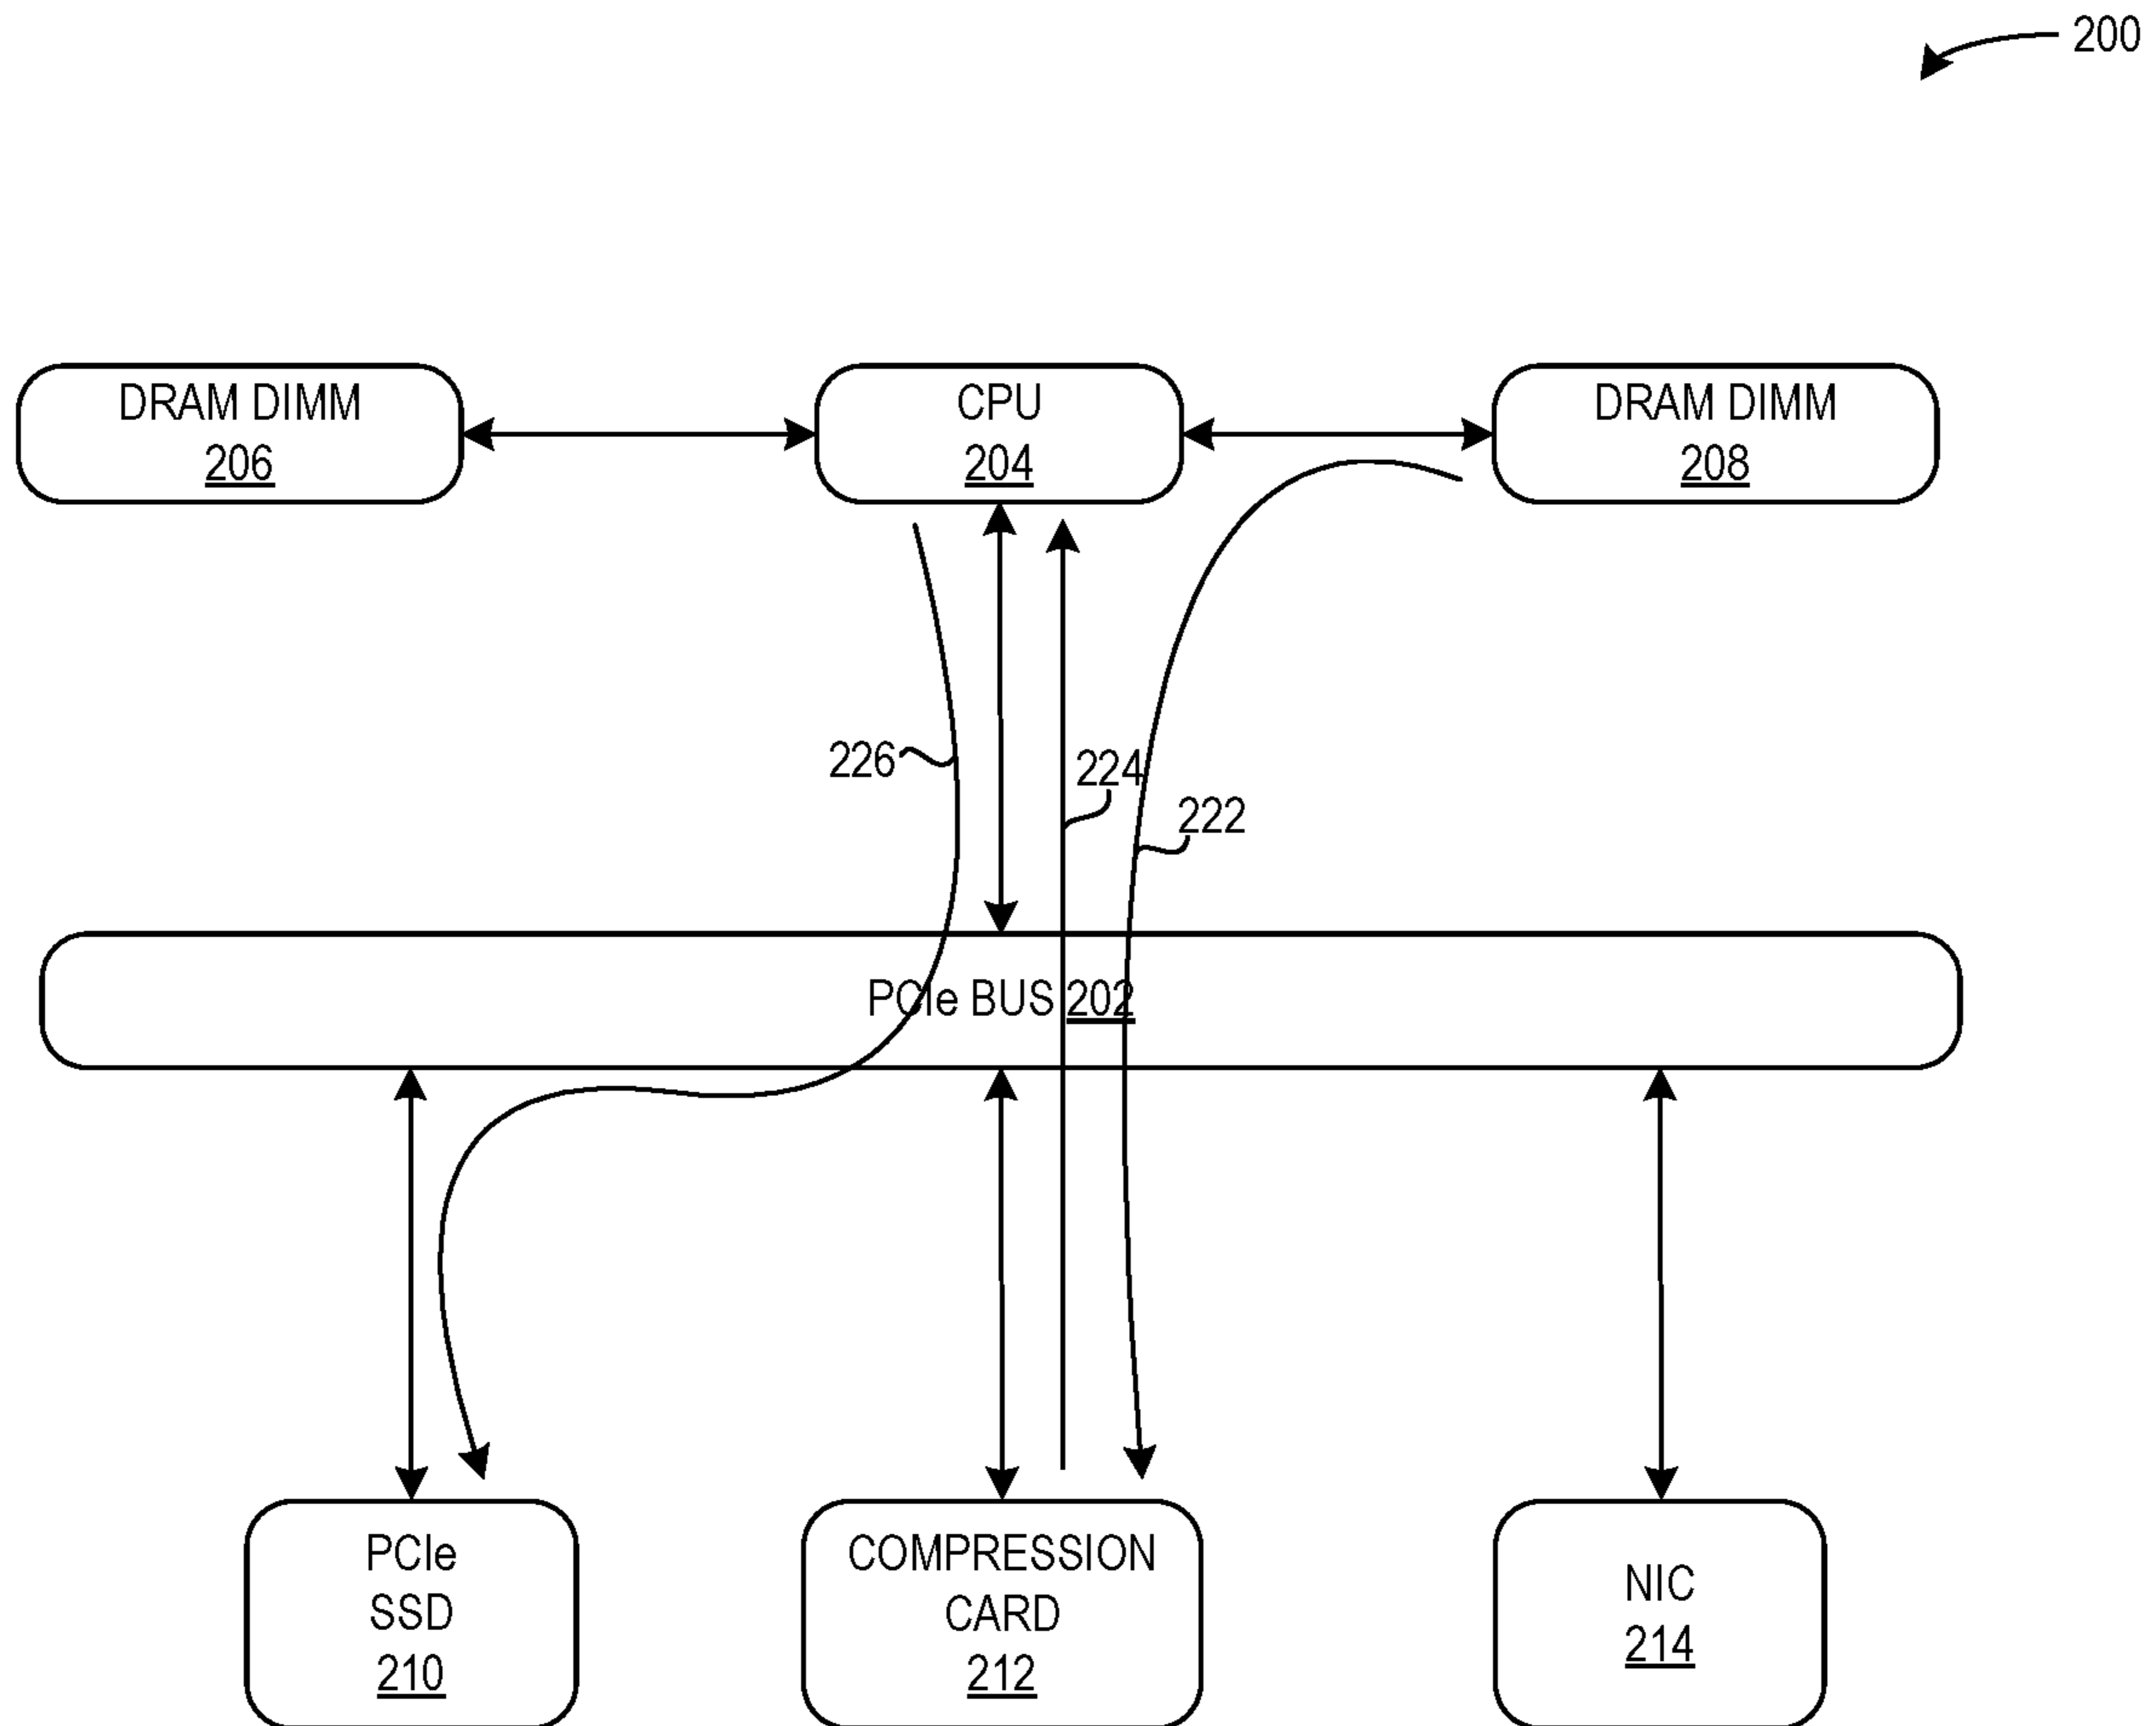 200
DRAM DIMM
206
CPU
204
DRAM DIMM
208
226
224
222
PCIe BUS 202
PCIe
SSD
210
COMPRESSION
CARD
212
NIC
214